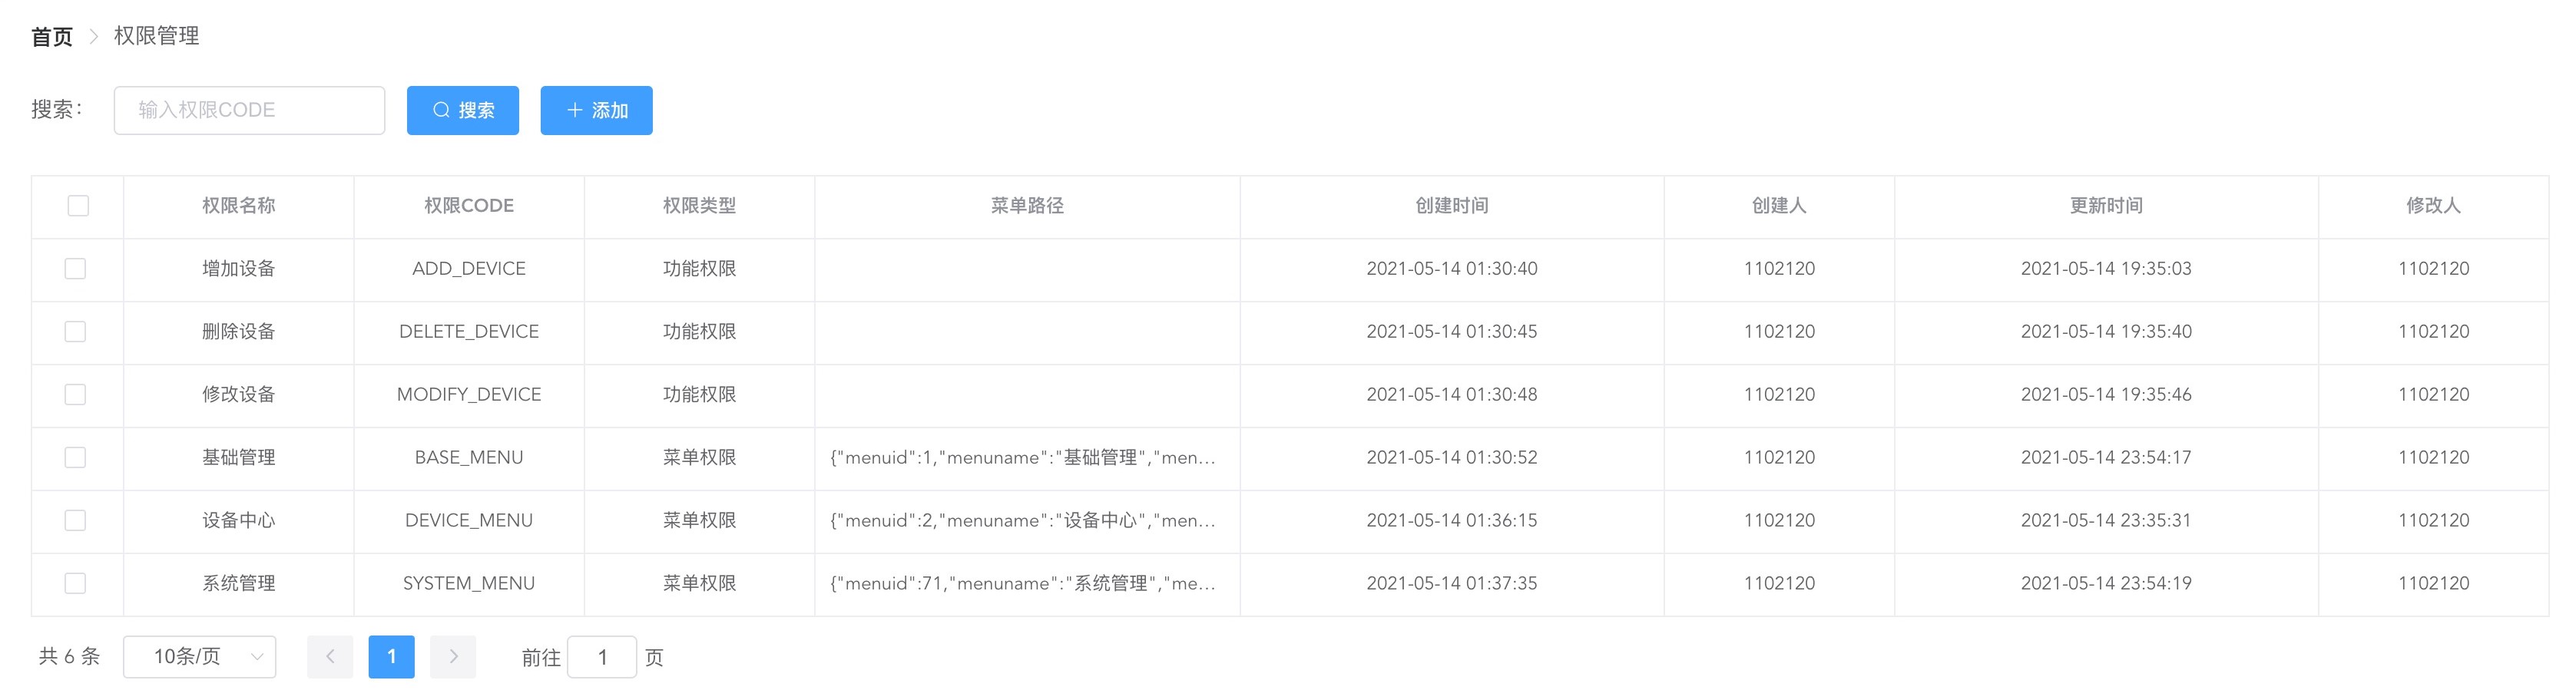 首页 权限管理
搜索： 输入权限CODE 搜索 添加
权限名称 权限CODE 权限类型 菜单路径 创建时间 创建人 更新时间 修改人
增加设备 ADD_DEVICE 功能权限 2021-05-14 01:30:40 1102120 2021-05-14 19:35:03 1102120
删除设备 DELETE_DEVICE 功能权限 2021-05-14 01:30:45 1102120 2021-05-14 19:35:40 1102120
修改设备 MODIFY_DEVICE 功能权限 2021-05-14 01:30:48 1102120 2021-05-14 19:35:46 1102120
基础管理 BASE_MENU 菜单权限 {"menuid":1,"menuname":"基础管理","men... 2021-05-14 01:30:52 1102120 2021-05-14 23:54:17 1102120
设备中心 DEVICE_MENU 菜单权限 {"menuid":2,"menuname":"设备中心","men... 2021-05-14 01:36:15 1102120 2021-05-14 23:35:31 1102120
系统管理 SYSTEM_MENU 菜单权限 {"menuid":71,"menuname":"系统管理","me... 2021-05-14 01:37:35 1102120 2021-05-14 23:54:19 1102120
共 6 条 10条/页 1 前往 1 页